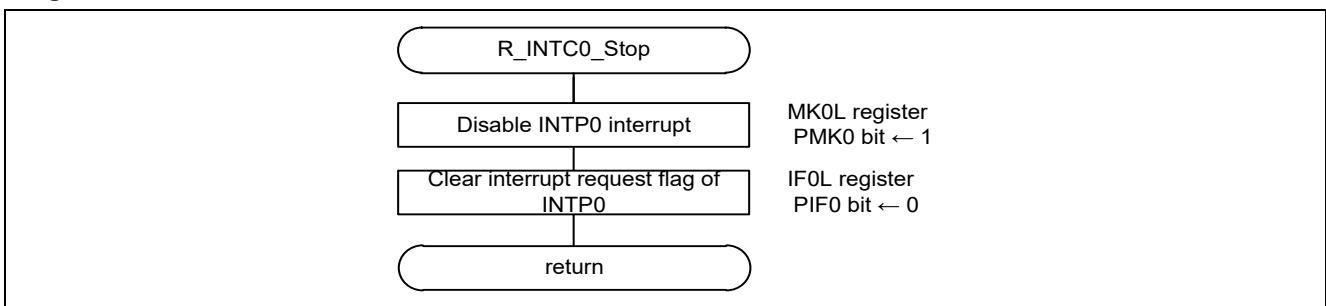 R_INTC0_Stop
Disable INTP0 interrupt
MK0L register
PMK0 bit ← 1
Clear interrupt request flag of
INTP0
IF0L register
PIF0 bit ← 0
return